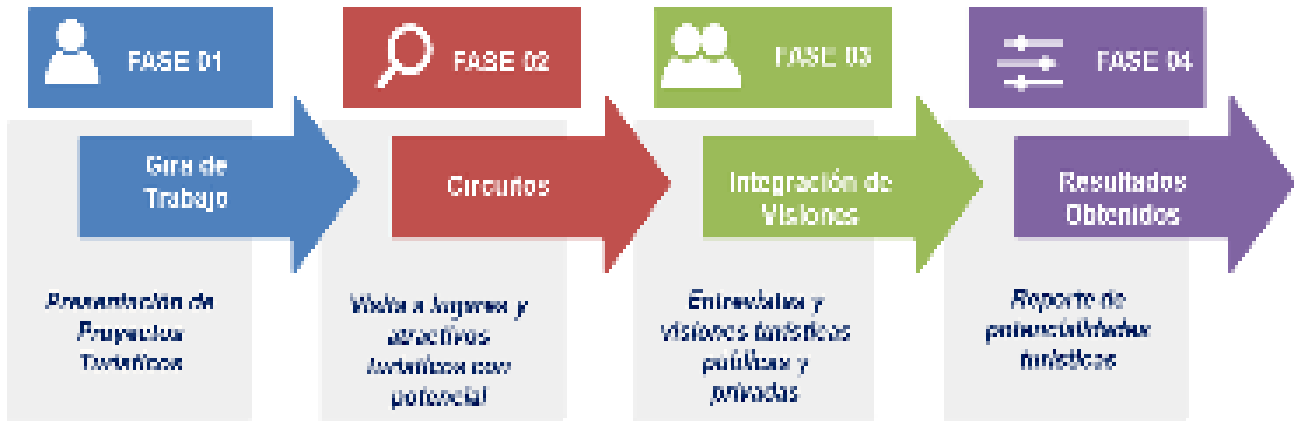 FASE 01
Gira de
Trabajo
Presentación de
Proyectos
Turísticos
FASE 02
Circuitos
Visita a lugares y
atractivos
turísticos con
potencial
FASE 03
Integración de
Visiones
Entrevistas y
visiones turísticas
públicas y
privadas
FASE 04
Resultados
Obtenidos
Reporte de
potencialidades
turísticas